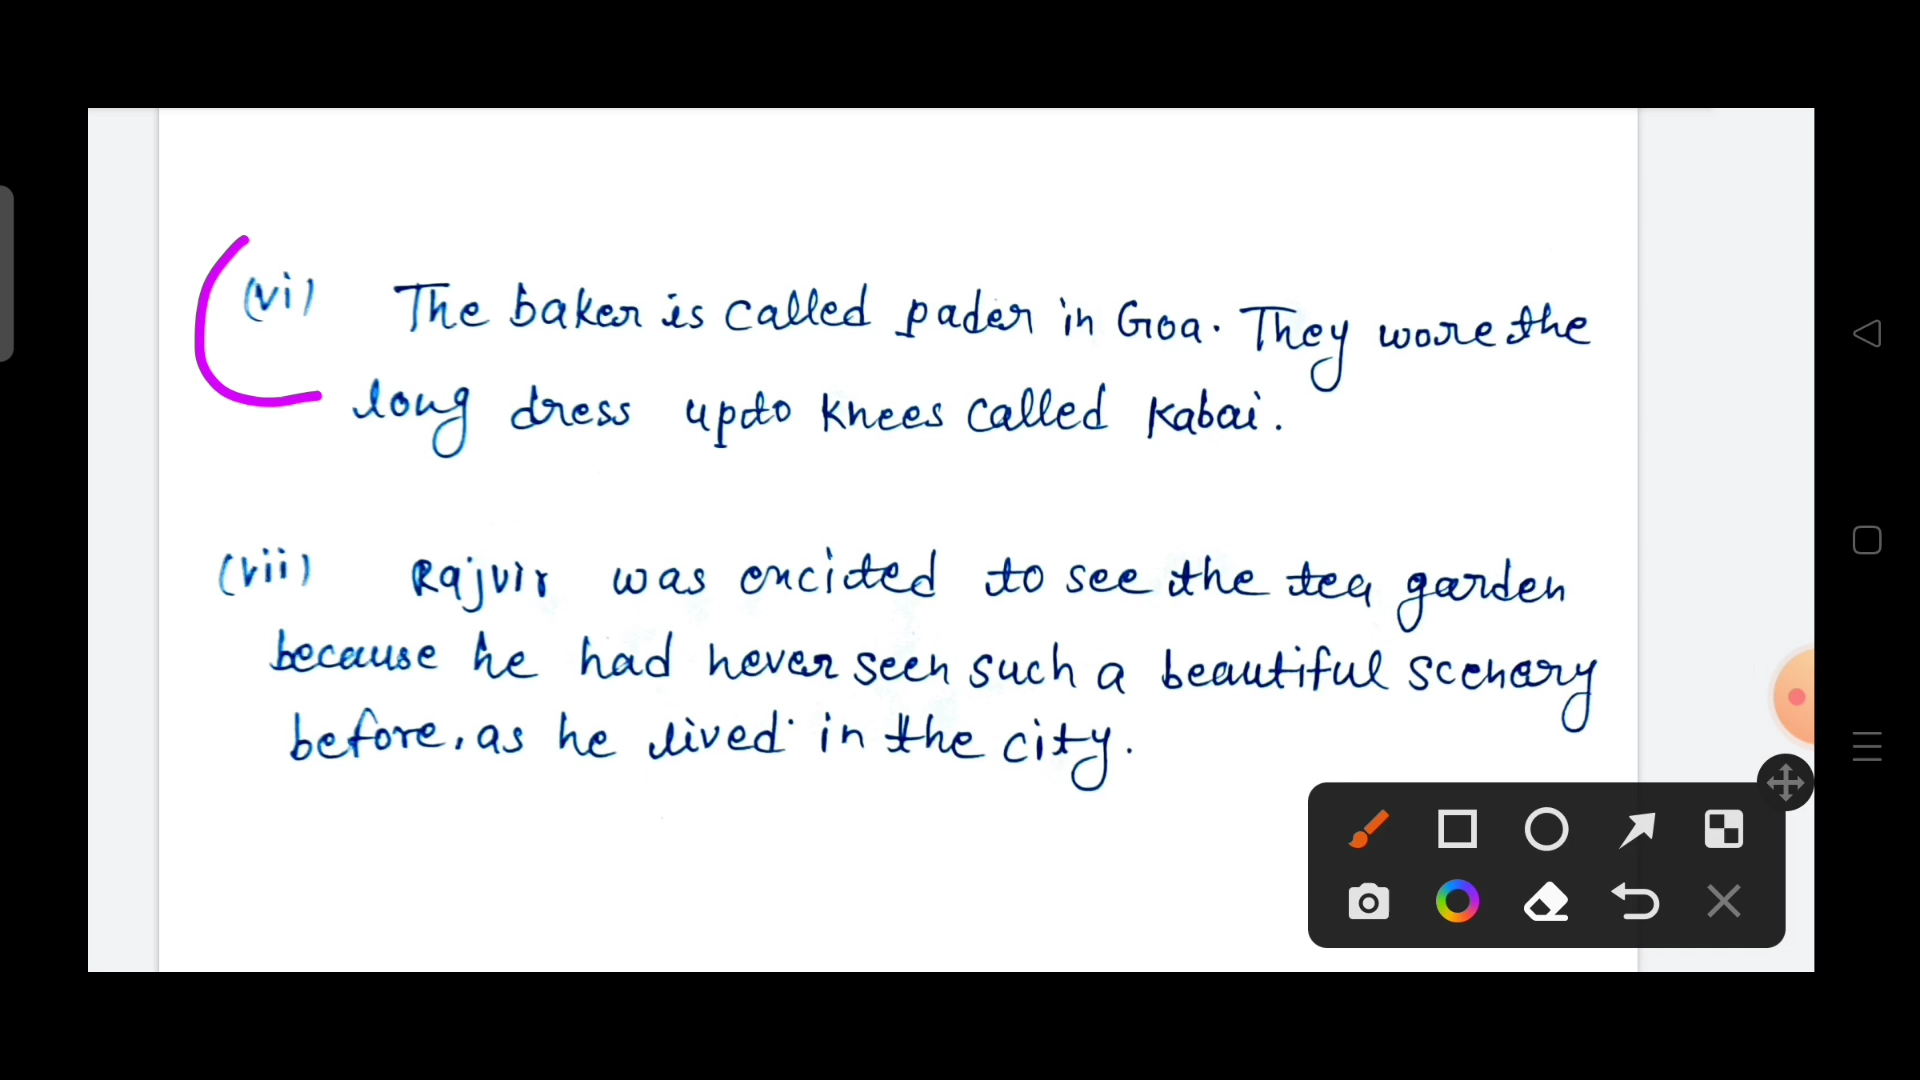 (vi) The baker is called pader in Goa. They wore the
long dress upto knees called Kabai.
(vii) Rajvir was encited to see the tea garden
because he had never seen such a beautiful scenary
before, as he lived in the city.